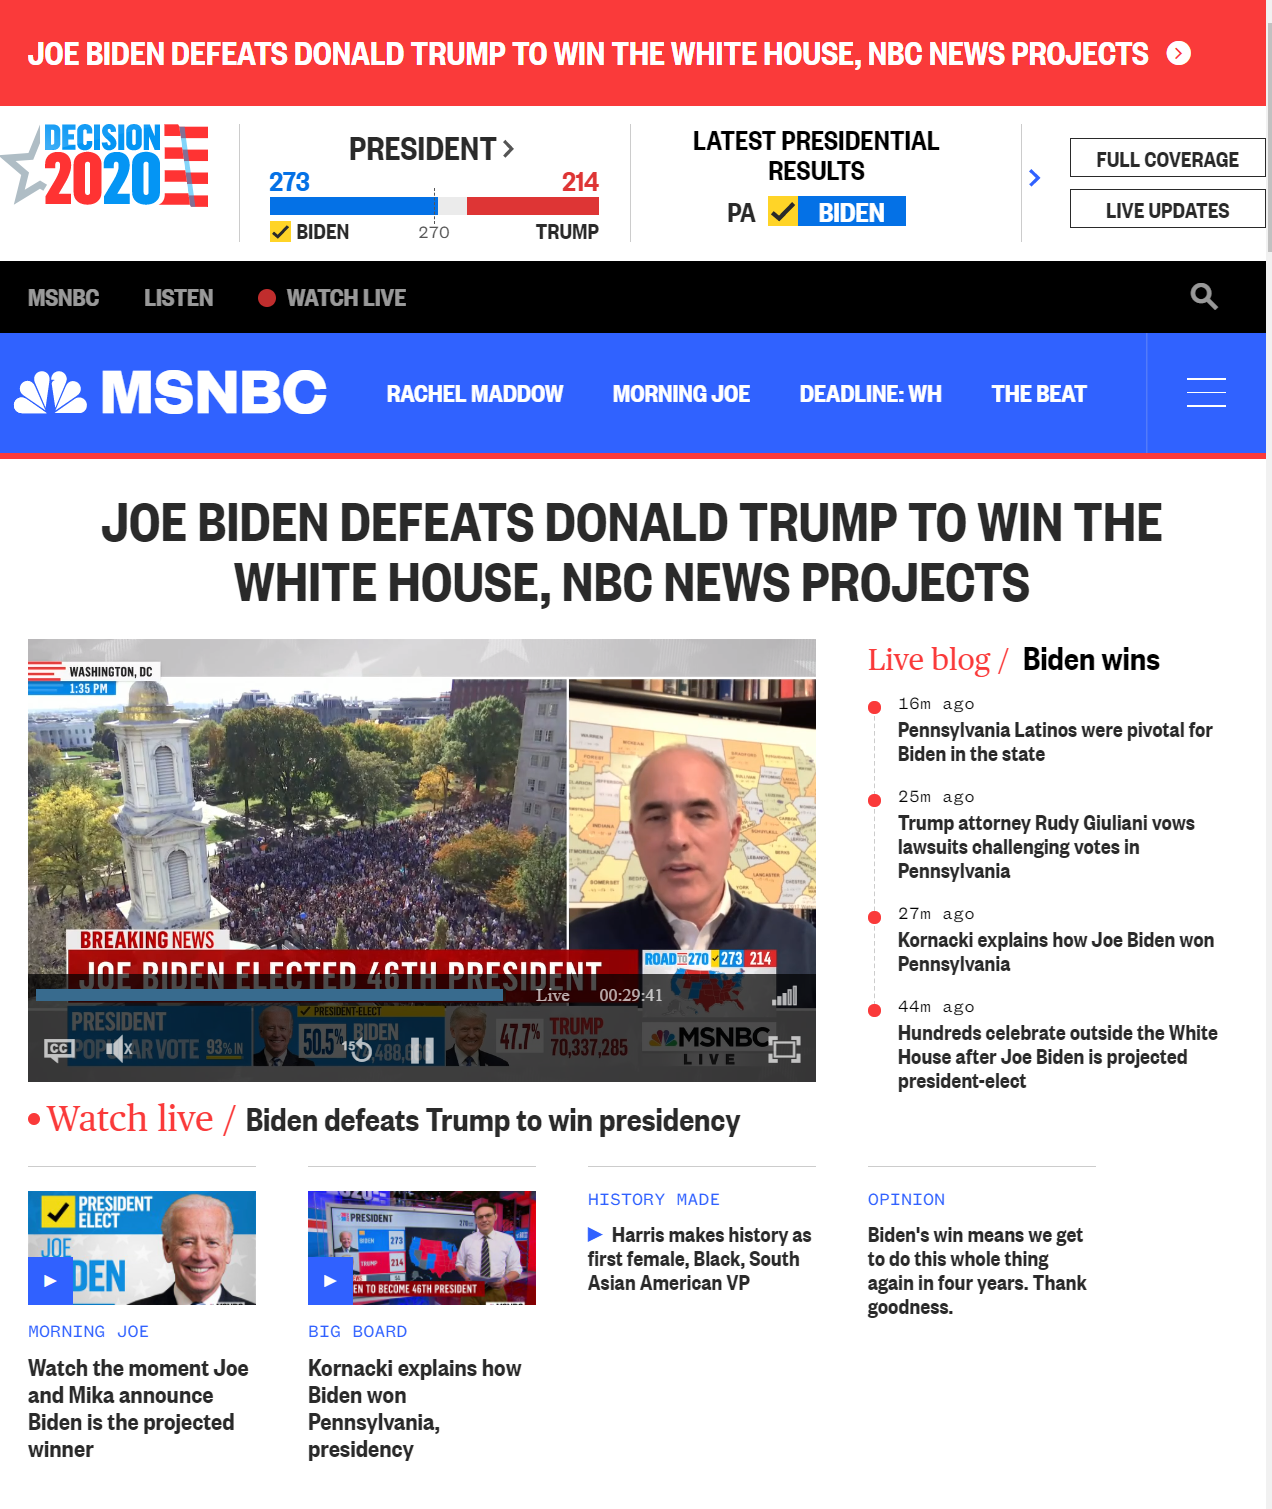 JOE BIDEN DEFEATS DONALD TRUMP TO WIN THE WHITE HOUSE, NBC NEWS PROJECTS
DECISION
2020
PRESIDENT
273
214
BIDEN
270
TRUMP
LATEST PRESIDENTIAL
RESULTS
PA
BIDEN
FULL COVERAGE
LIVE UPDATES
MSNBC
LISTEN
WATCH LIVE
MSNBC
RACHEL MADDOW
MORNING JOE
DEADLINE: WH
THE BEAT
JOE BIDEN DEFEATS DONALD TRUMP TO WIN THE
WHITE HOUSE, NBC NEWS PROJECTS
WASHINGTON, DC
1:35 PM
BREAKING NEWS
JOE BIDEN ELECTED 46TH PRESIDENT
ROAD TO 270
273
214
Live
00:29:41
PRESIDENT
POPULAR VOTE
93% IN
PRESIDENT-ELECT
50.5%
BIDEN
47.7%
TRUMP
70,337,285
MSNBC
LIVE
CC
15
Live blog / Biden wins
16m ago
Pennsylvania Latinos were pivotal for
Biden in the state
25m ago
Trump attorney Rudy Giuliani vows
lawsuits challenging votes in
Pennsylvania
27m ago
Kornacki explains how Joe Biden won
Pennsylvania
44m ago
Hundreds celebrate outside the White
House after Joe Biden is projected
president-elect
Watch live / Biden defeats Trump to win presidency
PRESIDENT
ELECT
JOE
MORNING JOE
Watch the moment Joe
and Mika announce
Biden is the projected
winner
PRESIDENT
BIDEN
273
TRUMP
214
TO BECOME 46TH PRESIDENT
BIG BOARD
Kornacki explains how
Biden won
Pennsylvania,
presidency
HISTORY MADE
Harris makes history as
first female, Black, South
Asian American VP
OPINION
Biden's win means we get
to do this whole thing
again in four years. Thank
goodness.